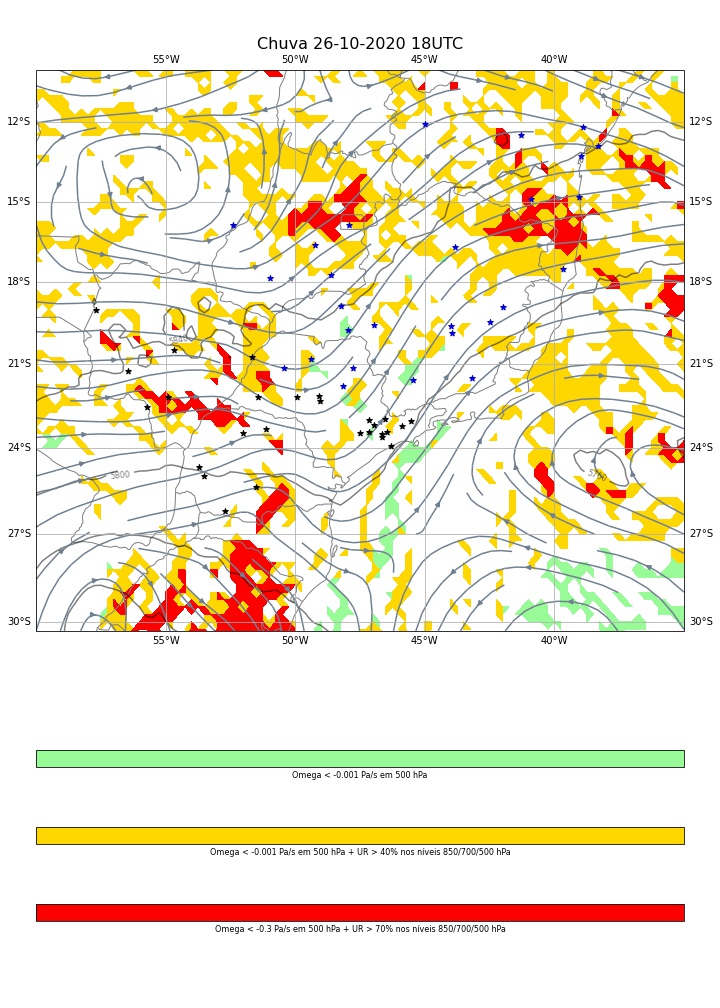 Chuva 26-10-2020 18UTC
55°W 50°W 45°W 40°W
12°S 12°S
15°S 15°S
18°S 18°S
5840
21°S 21°S
24°S 24°S
5800 5760
27°S 27°S
30°S 30°S
55°W 50°W 45°W 40°W
Omega < -0.001 Pa/s em 500 hPa
Omega < -0.001 Pa/s em 500 hPa + UR > 40% nos níveis 850/700/500 hPa
Omega < -0.3 Pa/s em 500 hPa + UR > 70% nos níveis 850/700/500 hPa